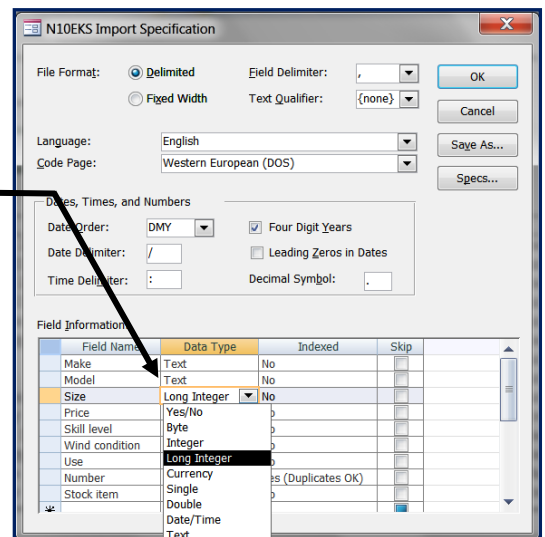 N10EKS Import Specification
File Format: Delimited Field Delimiter: , OK
Fixed Width Text Qualifier: {none} Cancel
Language: English Save As...
Code Page: Western European (DOS) Specs...
Dates, Times, and Numbers
Date Order: DMY Four Digit Years
Date Delimiter: / Leading Zeros in Dates
Time Delimiter: : Decimal Symbol: .
Field Information
Field Name Data Type Indexed Skip
Make Text No
Model Text No
Size Long Integer No
Price Yes/No
Skill level Byte
Wind condition Integer
Use Long Integer
Number Currency (Duplicates OK)
Stock item Single
Double
Date/Time
Text